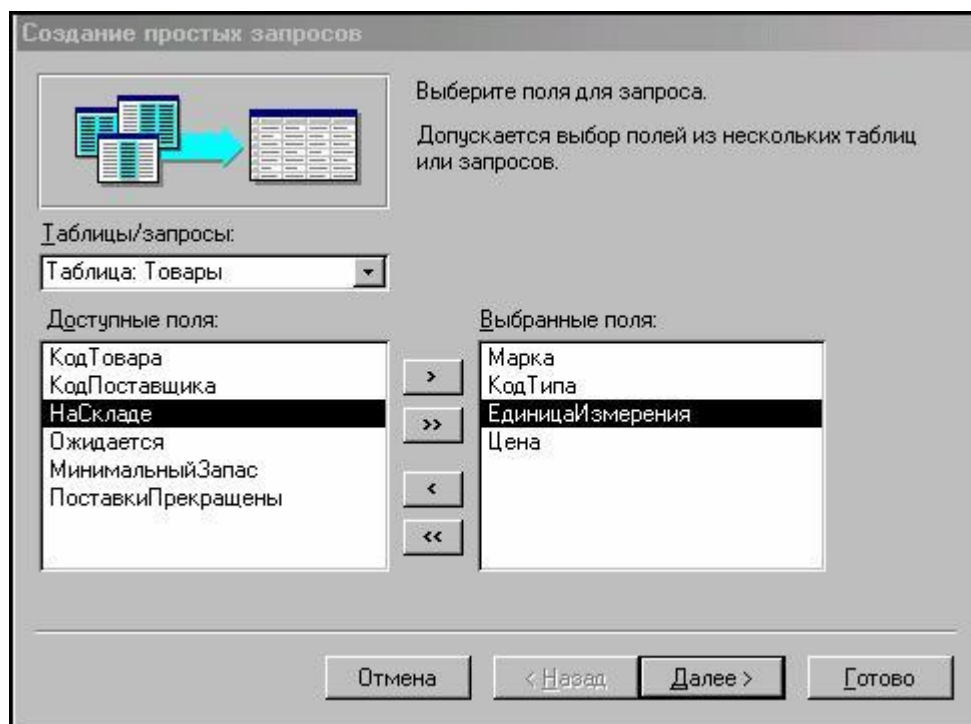 Создание простых запросов
Выберите поля для запроса.
Допускается выбор полей из нескольких таблиц
или запросов.
Таблицы/запросы:
Таблица: Товары
Доступные поля:
КодТовара
КодПоставщика
НаСкладе
Ожидается
МинимальныйЗапас
ПоставкиПрекращены
>
>>
<
<<
Выбранные поля:
Марка
КодТипа
ЕдиницаИзмерения
Цена
Отмена
< Назад
Далее >
Готово